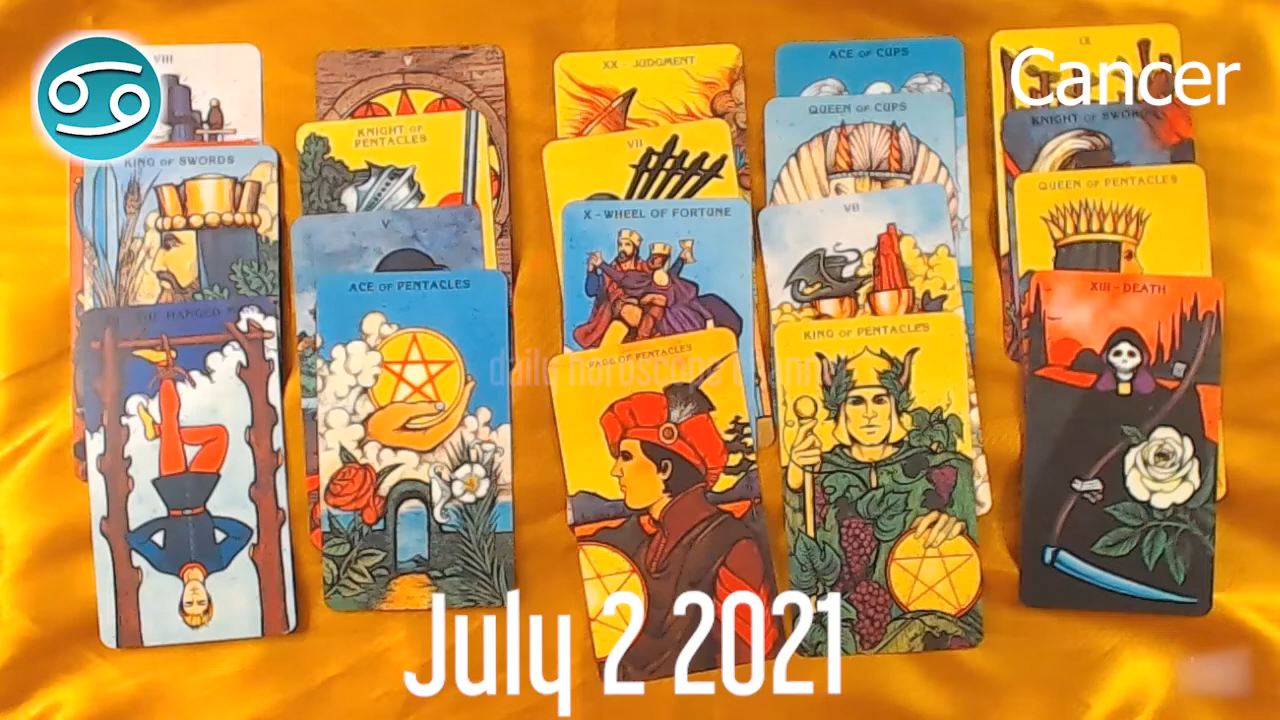 VIII
KING OF SWORDS
V
KNIGHT OF
PENTACLES
V
ACE OF PENTACLES
XX - JUDGMENT
VII
X - WHEEL OF FORTUNE
PAGE OF PENTACLES
ACE OF CUPS
QUEEN OF CUPS
VII
KING OF PENTACLES
IX
Cancer
KNIGHT OF SWORDS
QUEEN OF PENTACLES
XIII - DEATH
daily horoscope
July 2 2021